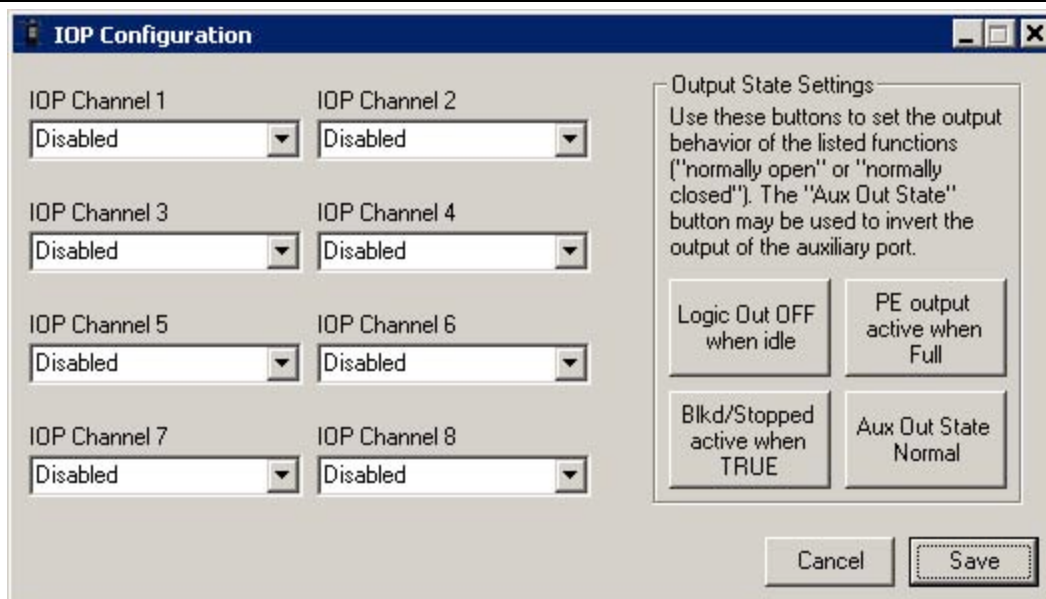 IOP Configuration
IOP Channel 1
Disabled
IOP Channel 2
Disabled
IOP Channel 3
Disabled
IOP Channel 4
Disabled
IOP Channel 5
Disabled
IOP Channel 6
Disabled
IOP Channel 7
Disabled
IOP Channel 8
Disabled
Output State Settings
Use these buttons to set the output
behavior of the listed functions
("normally open" or "normally
closed"). The "Aux Out State"
button may be used to invert the
output of the auxiliary port.
Logic Out OFF
when idle
PE output
active when
Full
Blkd/Stopped
active when
TRUE
Aux Out State
Normal
Cancel
Save